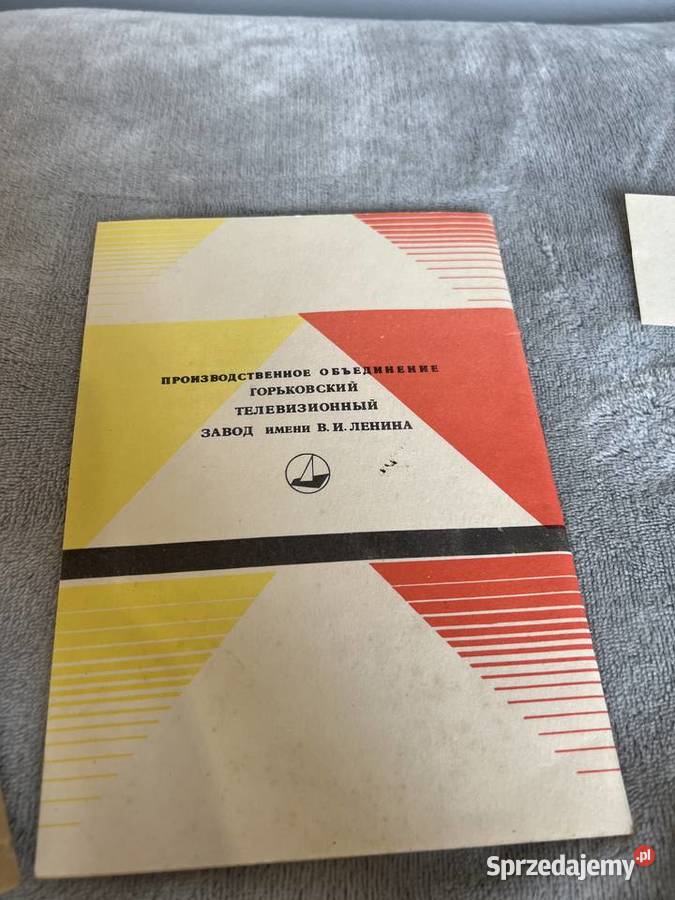 ПРОИЗВОДСТВЕННОЕ ОБЪЕДИНЕНИЕ
ГОРЬКОВСКИЙ
ТЕЛЕВИЗИОННЫЙ
ЗАВОД ИМЕНИ В. И. ЛЕНИНА
Sprzedajemy.pl